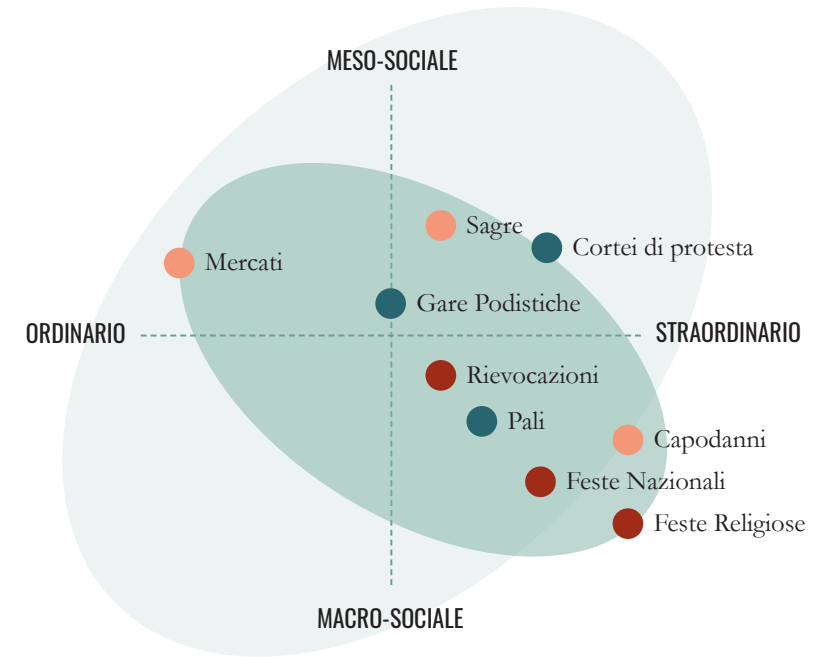 MESO-SOCIALE
Sagre
Cortei di protesta
Mercati
Gare Podistiche
ORDINARIO
STRAORDINARIO
Rievocazioni
Pali
Capodanni
Feste Nazionali
Feste Religiose
MACRO-SOCIALE